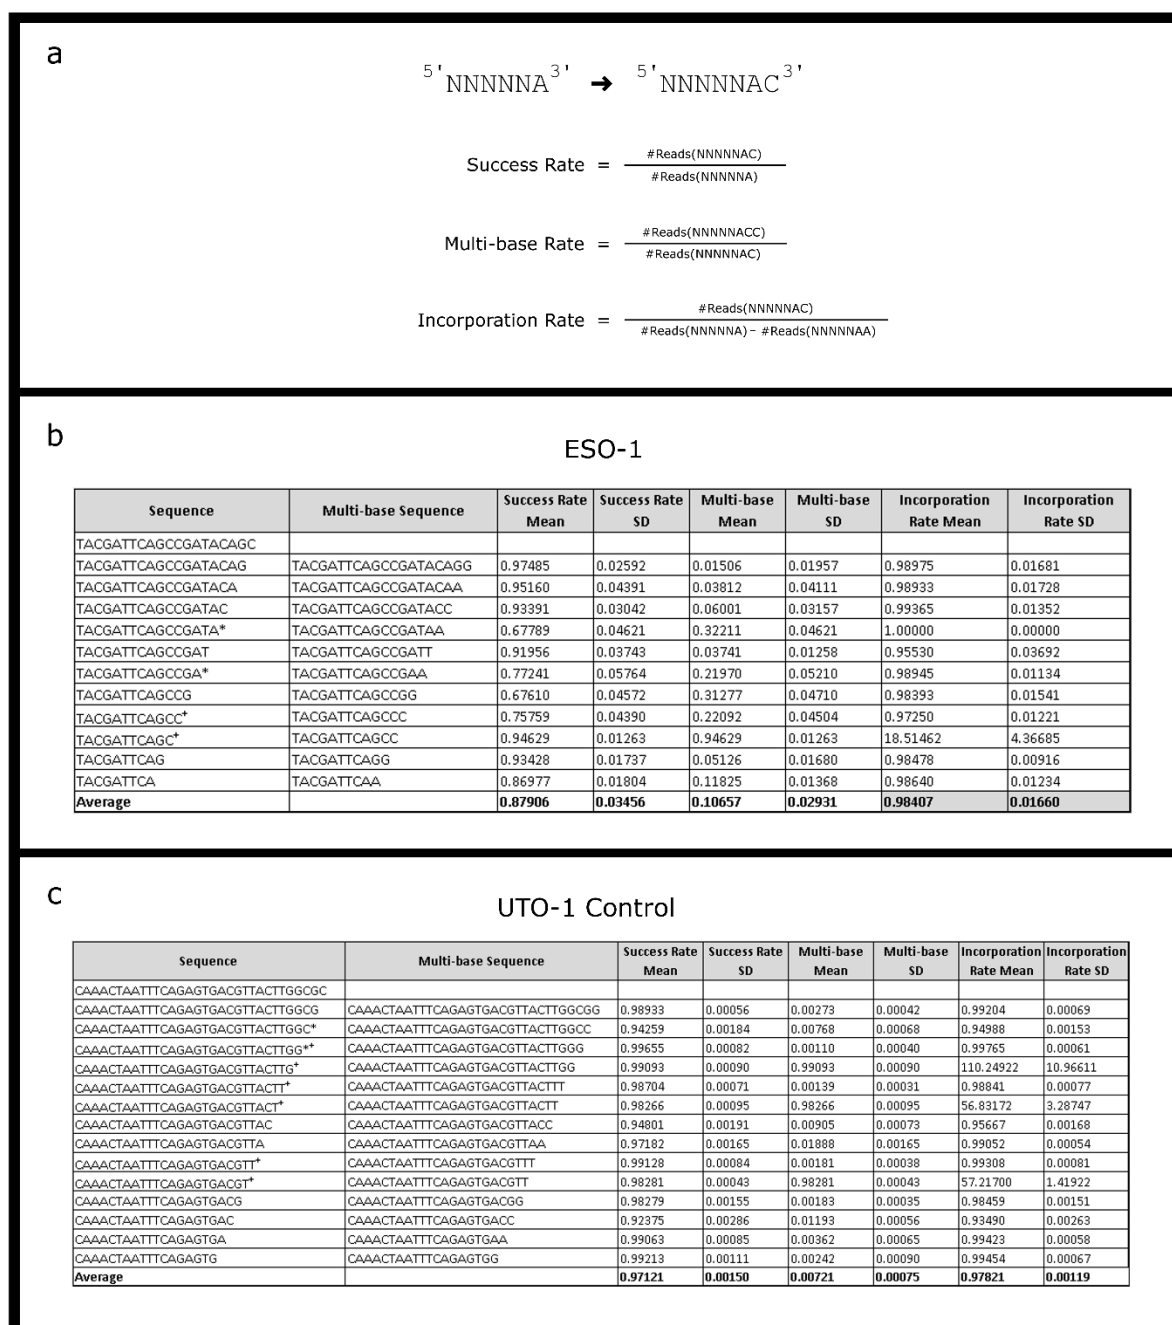 a
5'NNNNNA3' → 5'NNNNNAC3'
Success Rate = #Reads(NNNNNAC)
#Reads(NNNNNA)
Multi-base Rate = #Reads(NNNNNACC)
#Reads(NNNNNAC)
Incorporation Rate = #Reads(NNNNNAC)
#Reads(NNNNNA) - #Reads(NNNNNAA)
b
ESO-1
Sequence Multi-base Sequence Success Rate Mean Success Rate SD Multi-base Mean Multi-base SD Incorporation Rate Mean Incorporation Rate SD
TACGATTCAGCCGATACAGC
TACGATTCAGCCGATACAG TACGATTCAGCCGATACAGG 0.97485 0.02592 0.01506 0.01957 0.98975 0.01681
TACGATTCAGCCGATACA TACGATTCAGCCGATACAA 0.95160 0.04391 0.03812 0.04111 0.98933 0.01728
TACGATTCAGCCGATAC TACGATTCAGCCGATACC 0.93391 0.03042 0.06001 0.03157 0.99365 0.01352
TACGATTCAGCCGATA* TACGATTCAGCCGATAA 0.67789 0.04621 0.32211 0.04621 1.00000 0.00000
TACGATTCAGCCGAT TACGATTCAGCCGATT 0.91956 0.03743 0.03741 0.01258 0.95530 0.03692
TACGATTCAGCCGA* TACGATTCAGCCGAA 0.77241 0.05764 0.21970 0.05210 0.98945 0.01134
TACGATTCAGCCG TACGATTCAGCCGG 0.67610 0.04572 0.31277 0.04710 0.98393 0.01541
TACGATTCAGCC+ TACGATTCAGCCC 0.75759 0.04390 0.22092 0.04504 0.97250 0.01221
TACGATTCAGC+ TACGATTCAGCC 0.94629 0.01263 0.94629 0.01263 18.51462 4.36685
TACGATTCAG TACGATTCAGG 0.93428 0.01737 0.05126 0.01680 0.98478 0.00916
TACGATTCA TACGATTCAA 0.86977 0.01804 0.11825 0.01368 0.98640 0.01234
Average 0.87906 0.03456 0.10657 0.02931 0.98407 0.01660
c
UTO-1 Control
Sequence Multi-base Sequence Success Rate Mean Success Rate SD Multi-base Mean Multi-base SD Incorporation Rate Mean Incorporation Rate SD
CAAACTAATTTCAGAGTGACGTTACTTGGCGC
CAAACTAATTTCAGAGTGACGTTACTTGGCG CAAACTAATTTCAGAGTGACGTTACTTGGCGG 0.98933 0.00056 0.00273 0.00042 0.99204 0.00069
CAAACTAATTTCAGAGTGACGTTACTTGGC* CAAACTAATTTCAGAGTGACGTTACTTGGCC 0.94259 0.00184 0.00768 0.00068 0.94988 0.00153
CAAACTAATTTCAGAGTGACGTTACTTGG*+ CAAACTAATTTCAGAGTGACGTTACTTGGG 0.99655 0.00082 0.00110 0.00040 0.99765 0.00061
CAAACTAATTTCAGAGTGACGTTACTTG+ CAAACTAATTTCAGAGTGACGTTACTTGG 0.99093 0.00090 0.99093 0.00090 110.24922 10.96611
CAAACTAATTTCAGAGTGACGTTACTT+ CAAACTAATTTCAGAGTGACGTTACTTT 0.98704 0.00071 0.00139 0.00031 0.98841 0.00077
CAAACTAATTTCAGAGTGACGTTACT+ CAAACTAATTTCAGAGTGACGTTACTT 0.98266 0.00095 0.98266 0.00095 56.83172 3.28747
CAAACTAATTTCAGAGTGACGTTAC CAAACTAATTTCAGAGTGACGTTACC 0.94801 0.00191 0.00905 0.00073 0.95667 0.00168
CAAACTAATTTCAGAGTGACGTTA CAAACTAATTTCAGAGTGACGTTAA 0.97182 0.00165 0.01888 0.00165 0.99052 0.00054
CAAACTAATTTCAGAGTGACGTT+ CAAACTAATTTCAGAGTGACGTTT 0.99128 0.00084 0.00181 0.00038 0.99308 0.00081
CAAACTAATTTCAGAGTGACGT+ CAAACTAATTTCAGAGTGACGTT 0.98281 0.00043 0.98281 0.00043 57.21700 1.41922
CAAACTAATTTCAGAGTGACG CAAACTAATTTCAGAGTGACGG 0.98279 0.00155 0.00183 0.00035 0.98459 0.00151
CAAACTAATTTCAGAGTGAC CAAACTAATTTCAGAGTGACC 0.92375 0.00286 0.01193 0.00056 0.93490 0.00263
CAAACTAATTTCAGAGTGA CAAACTAATTTCAGAGTGAA 0.99063 0.00085 0.00362 0.00065 0.99423 0.00058
CAAACTAATTTCAGAGTG CAAACTAATTTCAGAGTGG 0.99213 0.00111 0.00242 0.00090 0.99454 0.00067
Average 0.97121 0.00150 0.00721 0.00075 0.97821 0.00119